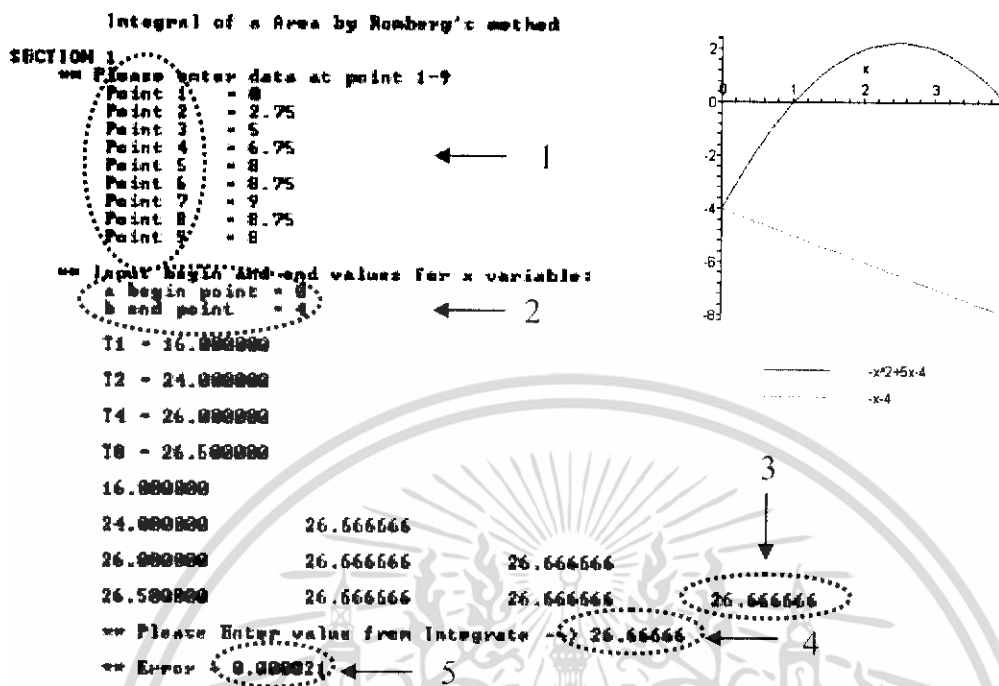 Integral of a Area by Romberg's method
SECTION 1
** Please enter data at point 1-9
Point 1 = 0
Point 2 = 2.75
Point 3 = 5
Point 4 = 6.75
Point 5 = 8
Point 6 = 8.75
Point 7 = 9
Point 8 = 8.75
Point 9 = 8
1
** Input begin AND end values for x variable:
a begin point = 0
b end point = 4
2
T1 = 16.000000
T2 = 24.000000
T4 = 26.000000
T8 = 26.500000
16.000000
24.000000 26.666666
26.000000 26.666666 26.666666
26.500000 26.666666 26.666666 26.666666
3
** Please Enter value from Integrate -> 26.66666
4
** Error = 0.000021
5
2
x
0 1 2 3
0
-2
-4
-6
-8
-x^2+5x-4
-x-4